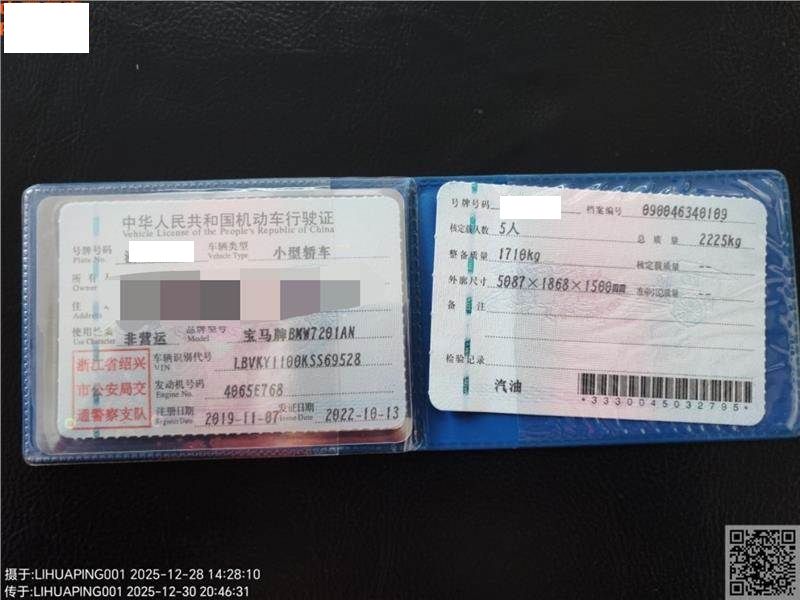 中华人民共和国机动车行驶证
Vehicle License of the People's Republic of China
号牌号码
Plate No.
车辆类型
Vehicle Type
小型轿车
所有人
Owner
住
Address
使用性质
Use Character
非营运
品牌型号
Model
宝马牌BMW7201AN
浙江省绍兴
市公安局交
通警察支队
车辆识别代号
VIN
LBVKY1100KSS69528
发动机号码
Engine No.
4065E768
注册日期
Register Date
2019-11-07
发证日期
Issue Date
2022-10-13
号牌号码
档案编号
090046340109
核定载人数
5人
总质量
2225kg
整备质量
1710kg
核定载质量
--
外廓尺寸
5087×1868×1500mm
准牵引总质量
--
备注
检验记录
汽油
*3330045032795*
摄于:LIHUAPING001 2025-12-28 14:28:10
传于:LIHUAPING001 2025-12-30 20:46:31